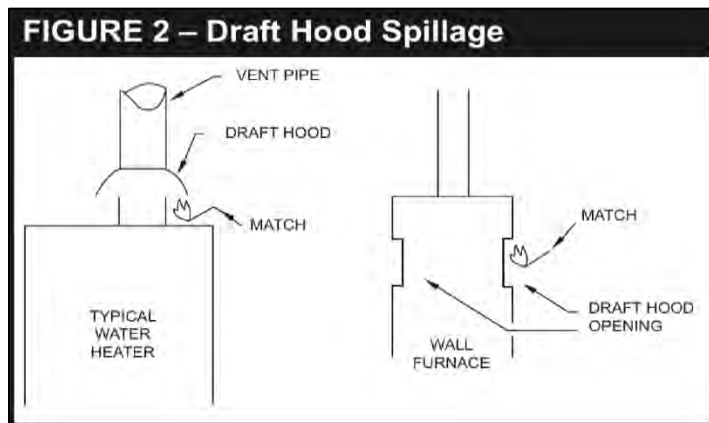 FIGURE 2 – Draft Hood Spillage
VENT PIPE
DRAFT HOOD
MATCH
TYPICAL
WATER
HEATER
MATCH
DRAFT HOOD
OPENING
WALL
FURNACE